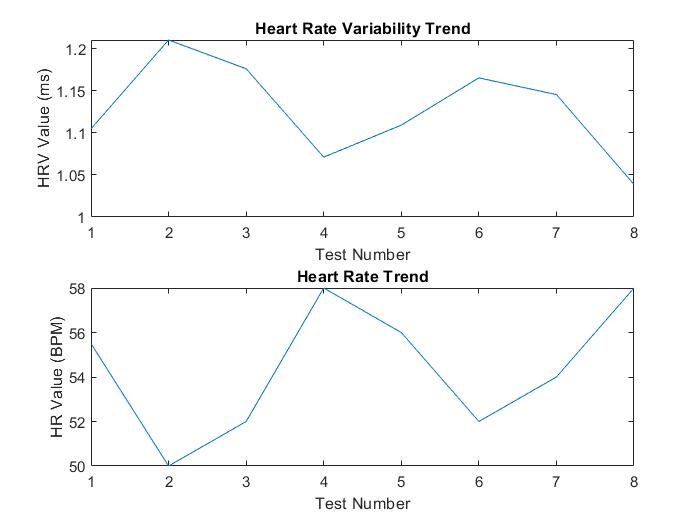 Heart Rate Variability Trend
1.2
1.15
1.1
1.05
1
HRV Value (ms)
1 2 3 4 5 6 7 8
Test Number
Heart Rate Trend
58
56
54
52
50
HR Value (BPM)
1 2 3 4 5 6 7 8
Test Number